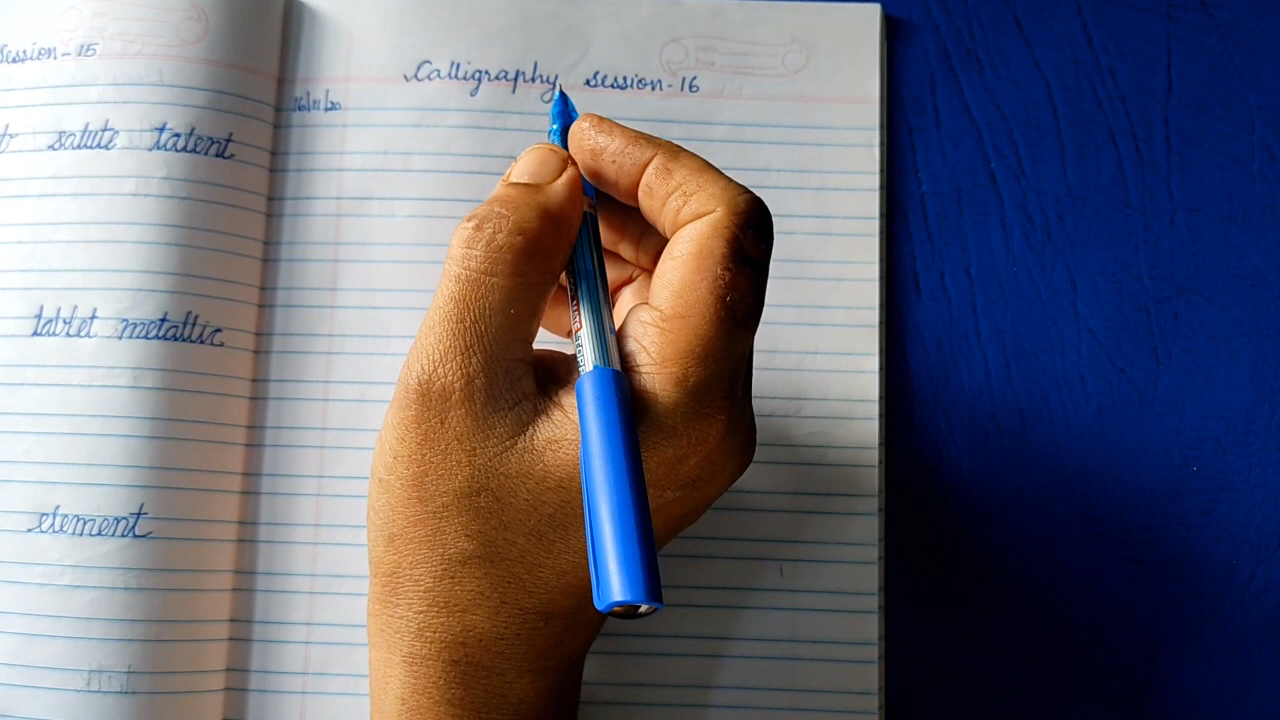 Session-15
salute talent
tablet metallic
element
Calligraphy session-16
16/11/20